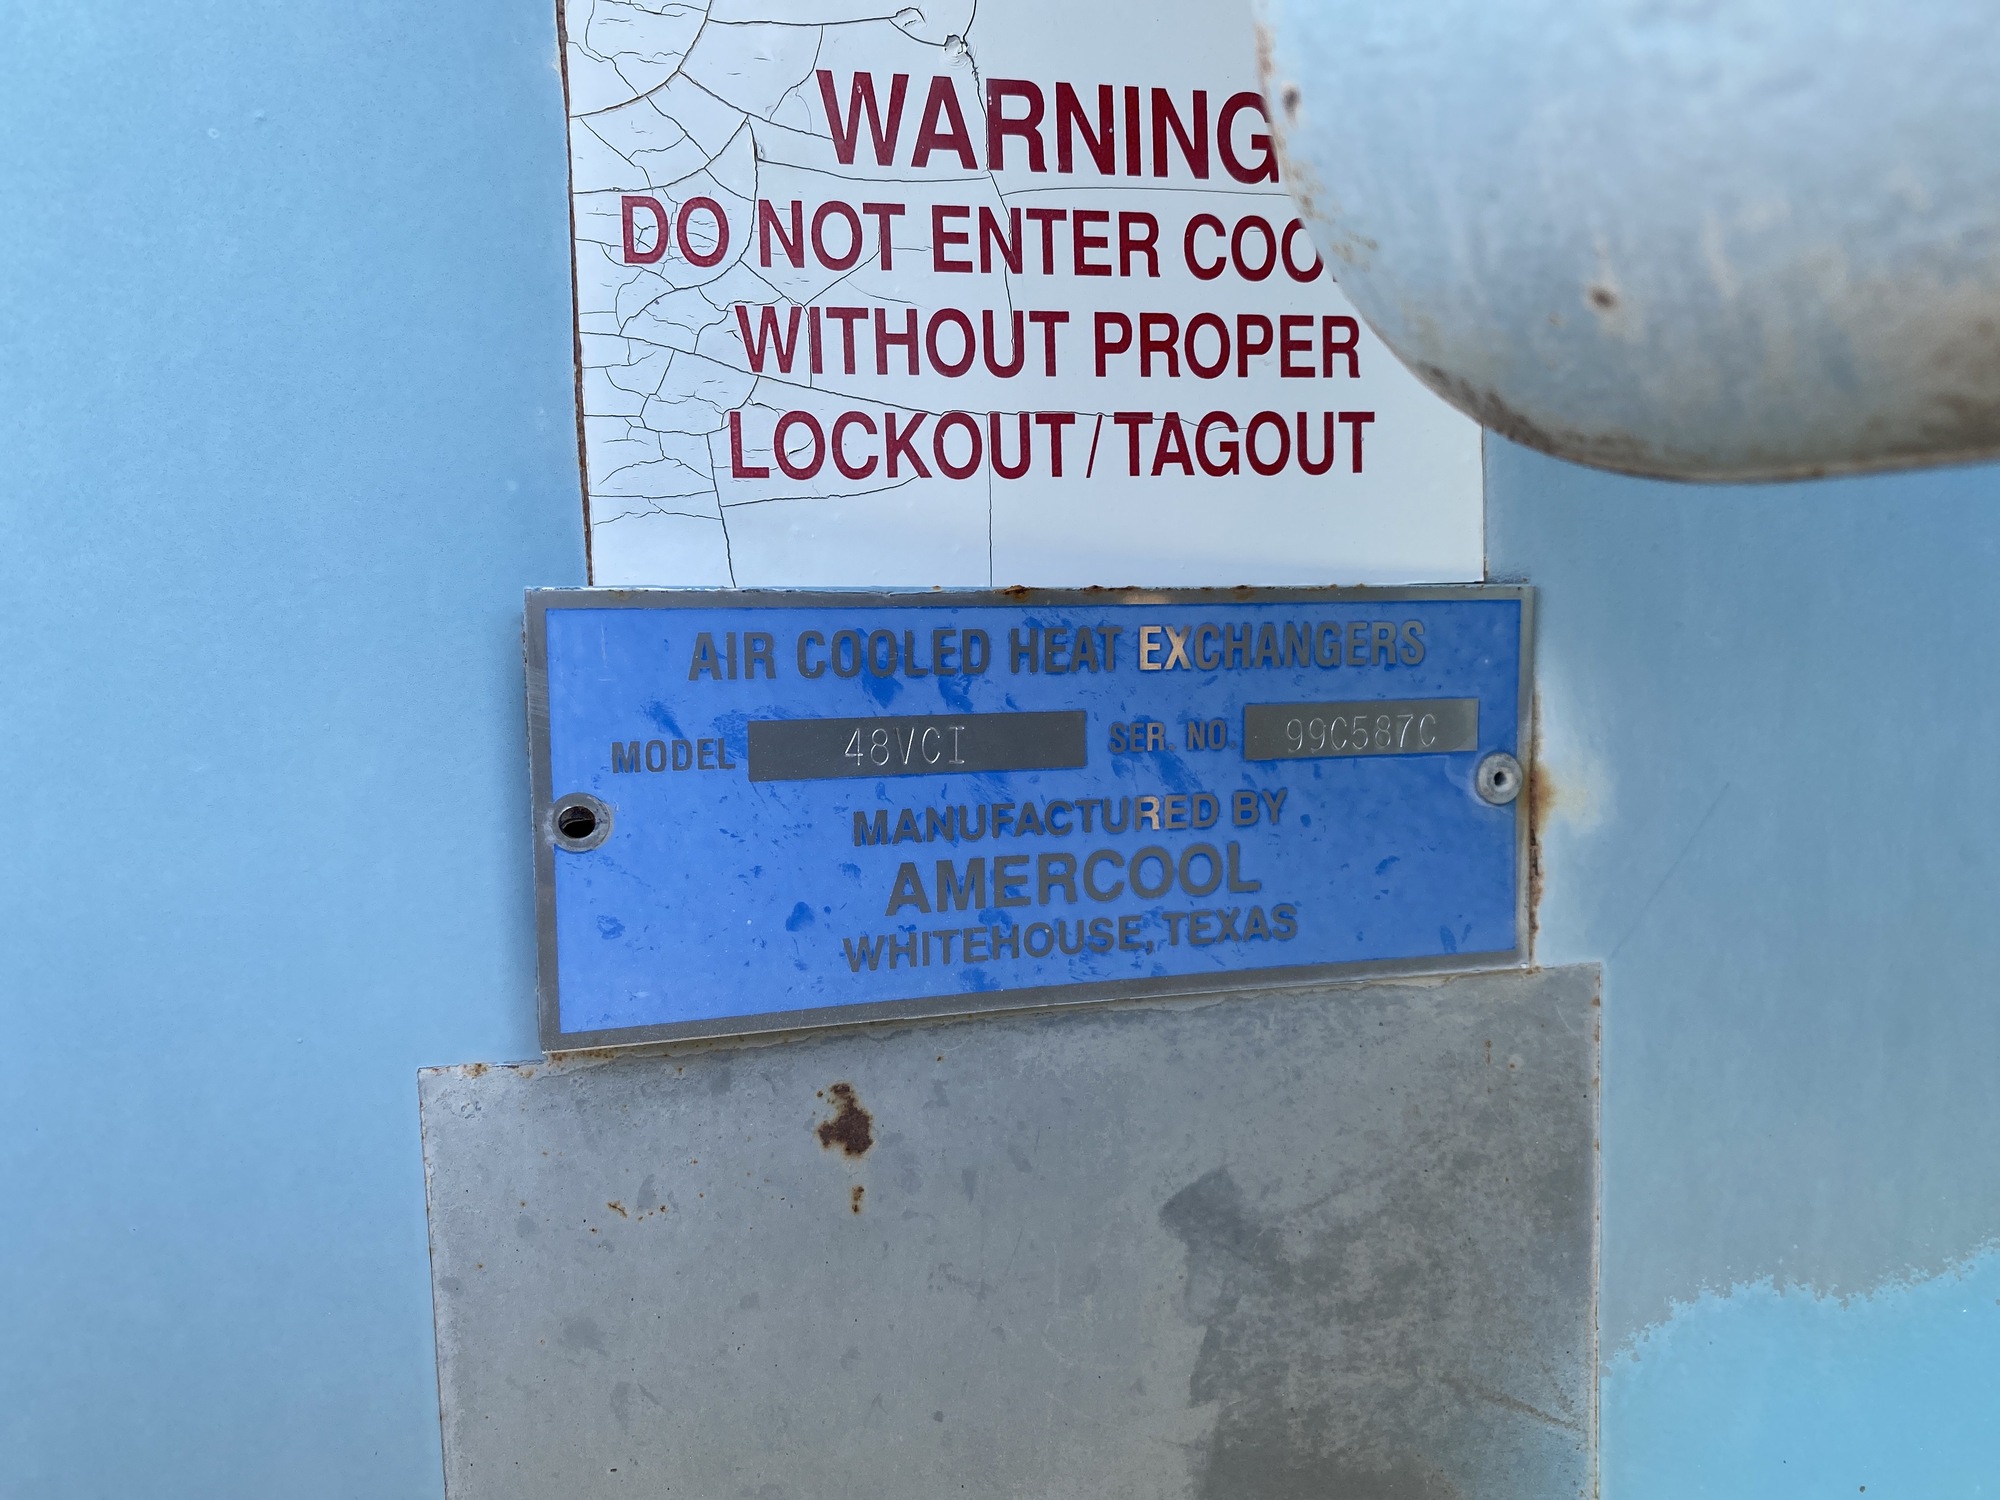 WARNING
DO NOT ENTER
WITHOUT PROPER
LOCKOUT/TAGOUT
AIR COOLED HEAT EXCHANGERS
MODEL 48VCI SER. NO. 99C587C
MANUFACTURED BY
AMERCOOL
WHITEHOUSE, TEXAS